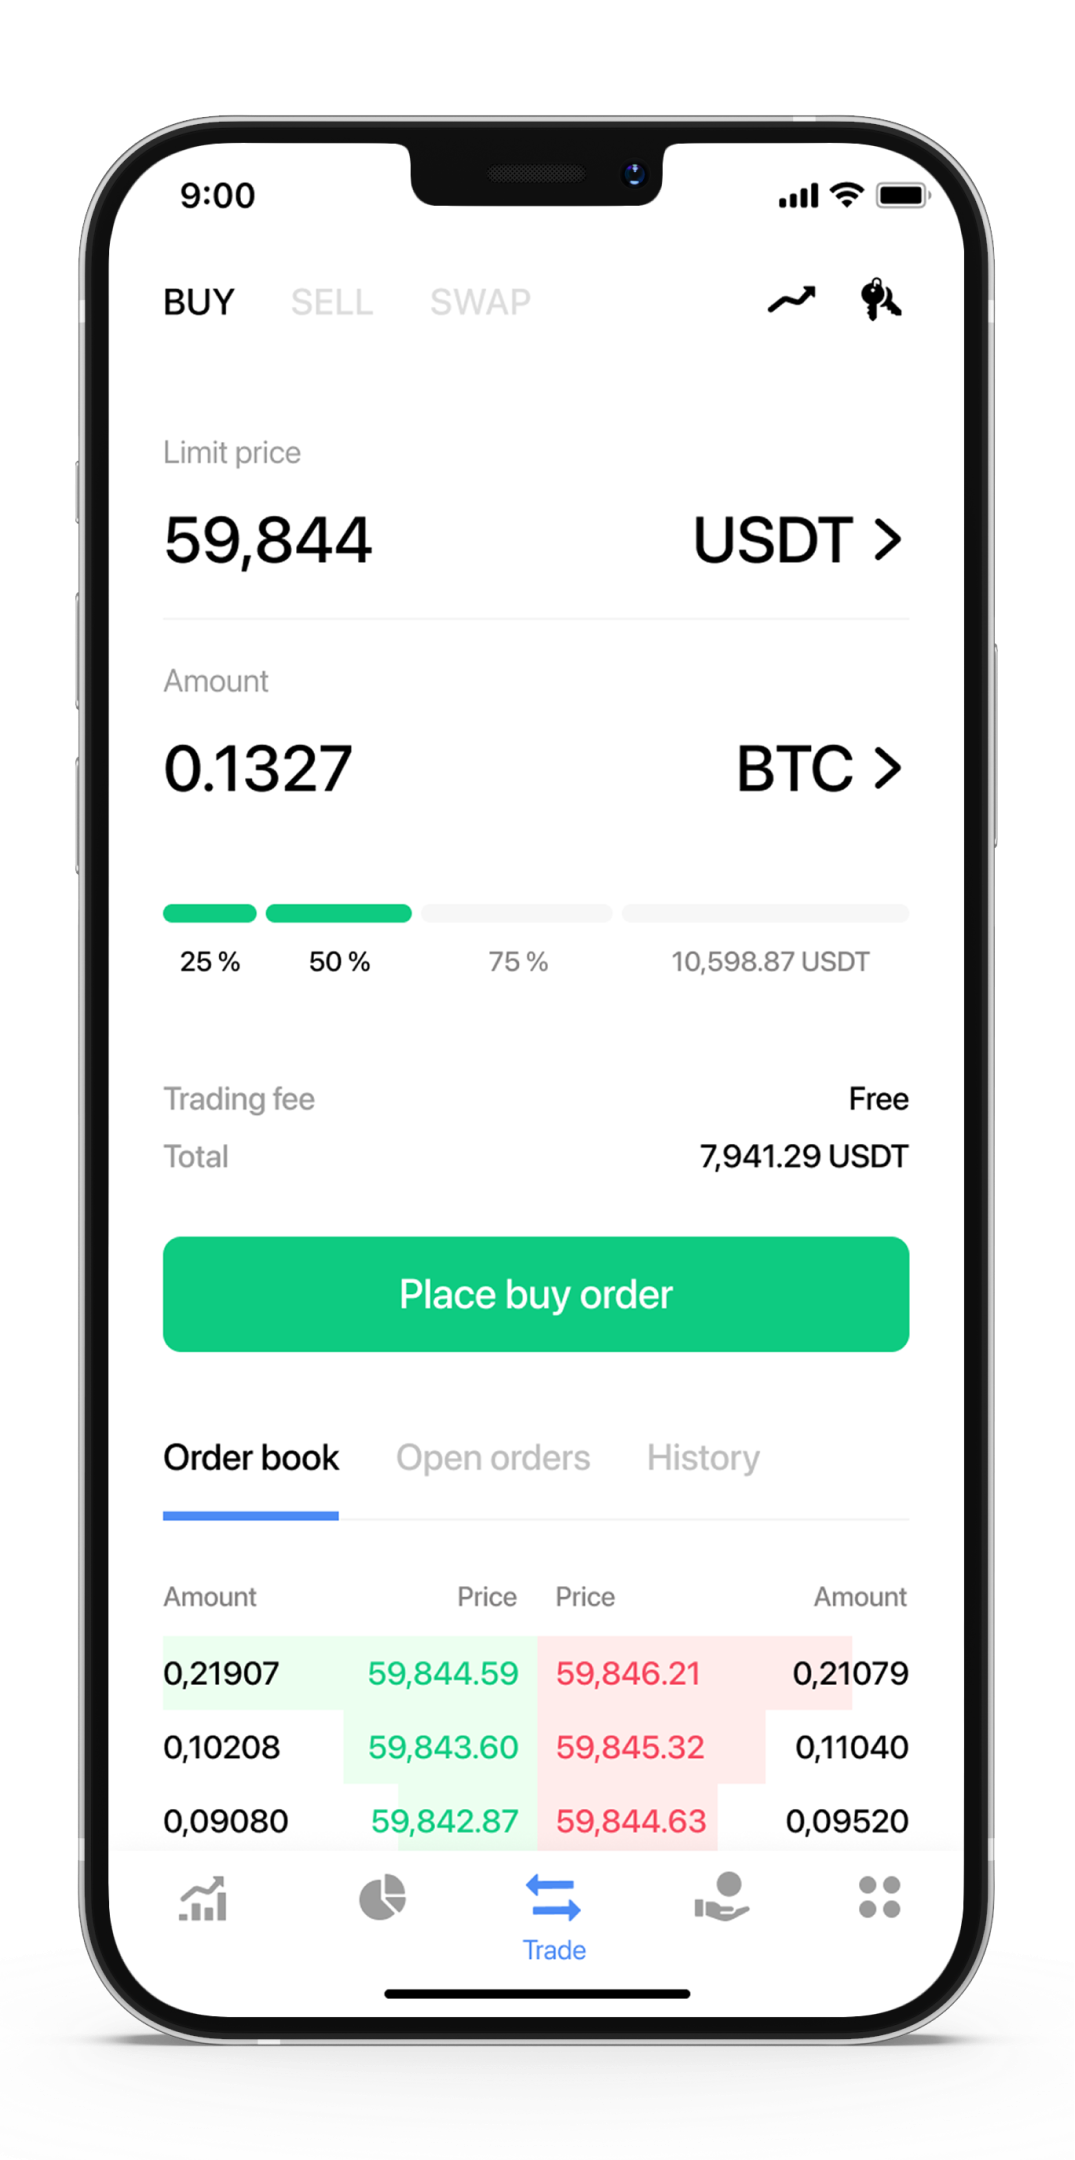 9:00
BUY SELL SWAP
Limit price
59,844 USDT
Amount
0.1327 BTC
25 % 50 % 75 % 10,598.87 USDT
Trading fee Free
Total 7,941.29 USDT
Place buy order
Order book Open orders History
Amount Price Price Amount
0,21907 59,844.59 59,846.21 0,21079
0,10208 59,843.60 59,845.32 0,11040
0,09080 59,842.87 59,844.63 0,09520
Trade